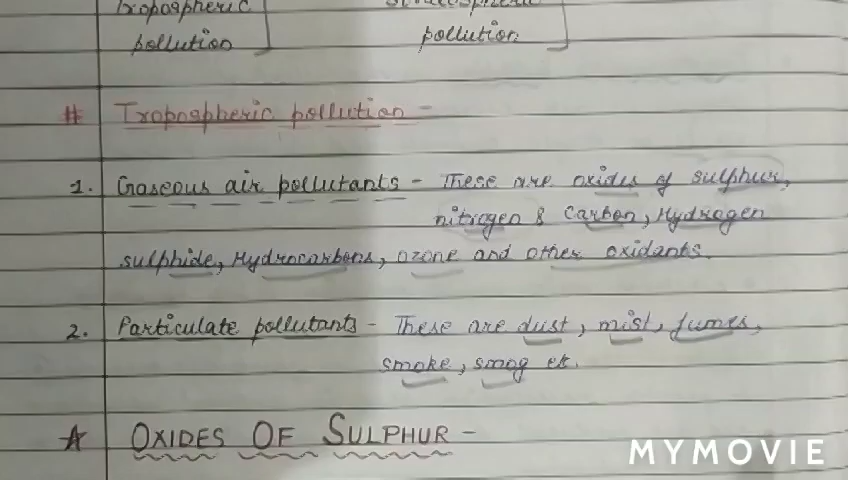 Tropospheric
pollution
pollution
# Tropospheric pollution -
1. Gaseous air pollutants - These are oxides of sulphur,
nitrogen & Carbon, Hydrogen
sulphide, Hydrocarbons, ozone and other oxidants.
2. Particulate pollutants - These are dust, mist, fumes,
smoke, smog etc.
OXIDES OF SULPHUR -
MYMOVIE